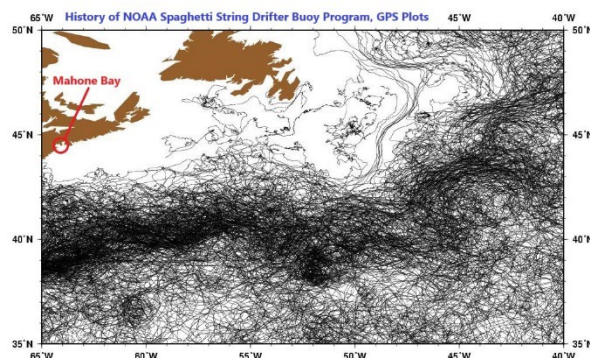 History of NOAA Spaghetti String Drifter Buoy Program, GPS Plots
65°W 60°W 55°W 50°W 45°W 40°W
50°N 50°N
Mahone Bay
45°N 45°N
40°N 40°N
35°N 35°N
65°W 60°W 55°W 50°W 45°W 40°W